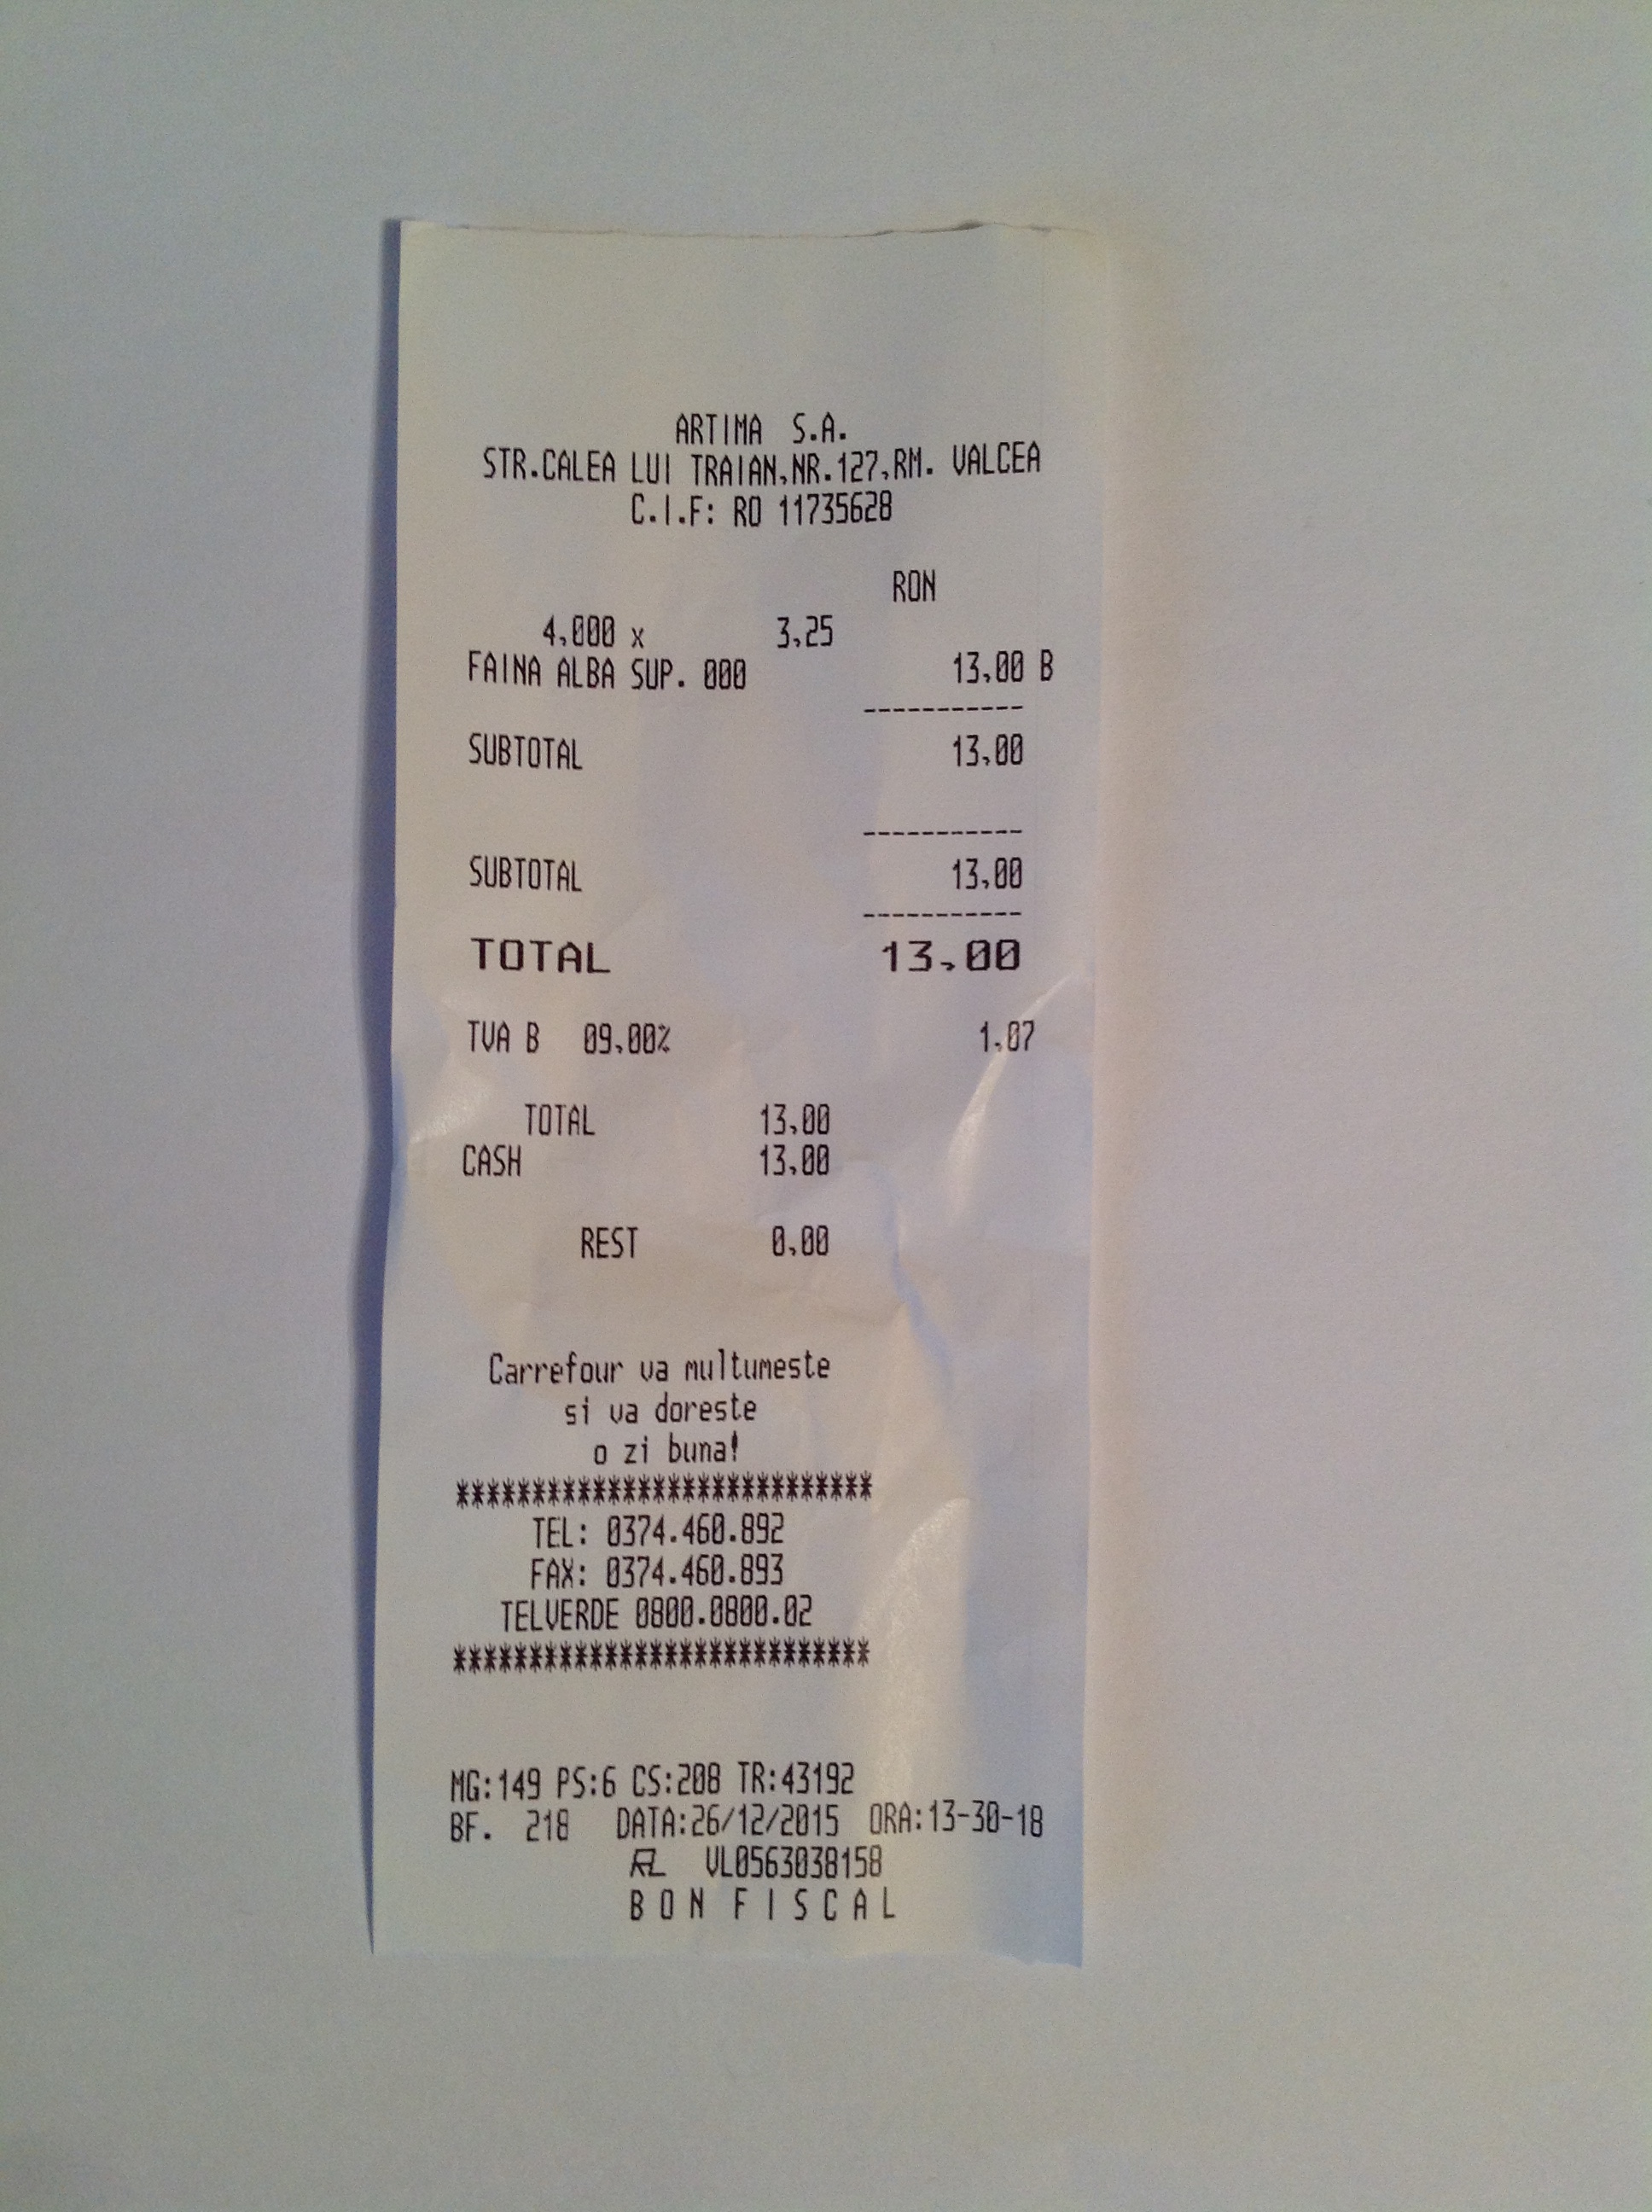 ARTIMA S.A.
STR.CALEA LUI TRAIAN,NR.127,RM. VALCEA
C.I.F: RO 11735628
RON
4,000 x 3,25
FAINA ALBA SUP. 000 13,00 B
-----------
SUBTOTAL 13,00
-----------
SUBTOTAL 13,00
-----------
TOTAL 13,00
TVA B 09,00% 1,07
TOTAL 13,00
CASH 13,00
REST 0,00
Carrefour va multumeste
si va doreste
o zi buna!
****************************
TEL: 0374.460.892
FAX: 0374.460.893
TELVERDE 0800.0800.02
****************************
MG:149 PS:6 CS:208 TR:43192
BF. 218 DATA:26/12/2015 ORA:13-30-18
VL0563038158
BON FISCAL